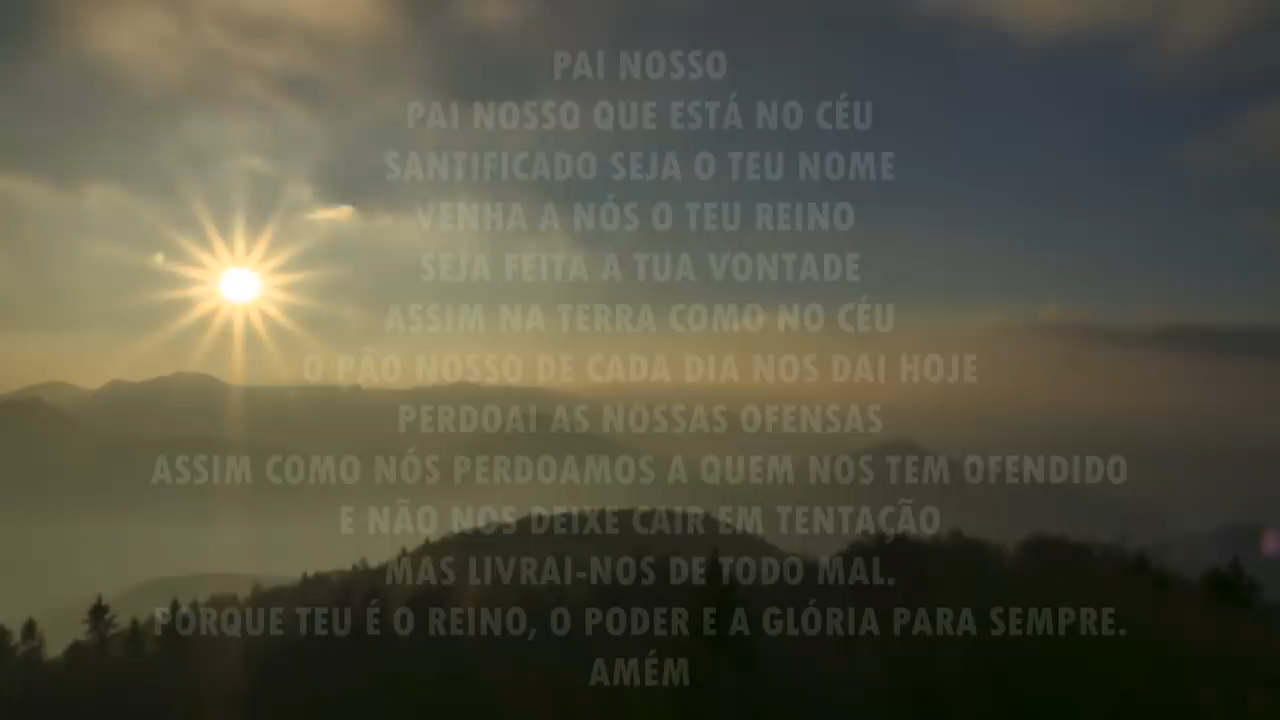 PAI NOSSO
PAI NOSSO QUE ESTÁ NO CÉU
SANTIFICADO SEJA O TEU NOME
VENHA A NÓS O TEU REINO
SEJA FEITA A TUA VONTADE
ASSIM NA TERRA COMO NO CÉU
O PÃO NOSSO DE CADA DIA NOS DAI HOJE
PERDOAI AS NOSSAS OFENSAS
ASSIM COMO NÓS PERDOAMOS A QUEM NOS TEM OFENDIDO
E NÃO NOS DEIXE CAIR EM TENTAÇÃO
MAS LIVRAI-NOS DE TODO MAL.
PORQUE TEU É O REINO, O PODER E A GLÓRIA PARA SEMPRE.
AMÉM